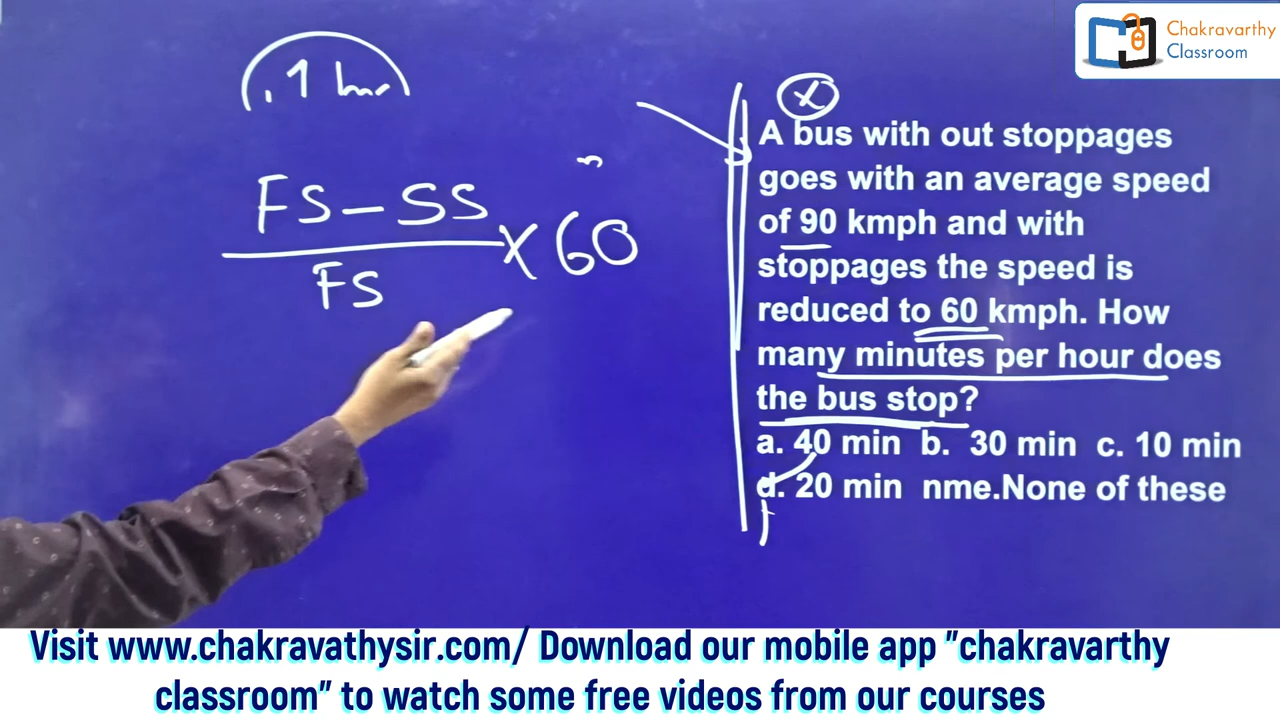 Chakravarthy
Classroom
. 1 hr
FS - SS
FS
× 60
x
A bus with out stoppages
goes with an average speed
of 90 kmph and with
stoppages the speed is
reduced to 60 kmph. How
many minutes per hour does
the bus stop?
a. 40 min b. 30 min c. 10 min
d. 20 min nme.None of these
Visit www.chakravathysir.com/ Download our mobile app "chakravarthy
classroom" to watch some free videos from our courses